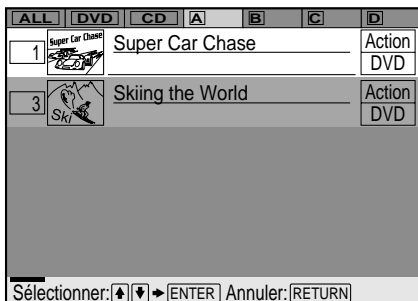 ALL DVD CD A B C D
1 Super Car Chase Super Car Chase Action
DVD
3 Ski Skiing the World Action
DVD
Sélectionner: ENTER Annuler: RETURN